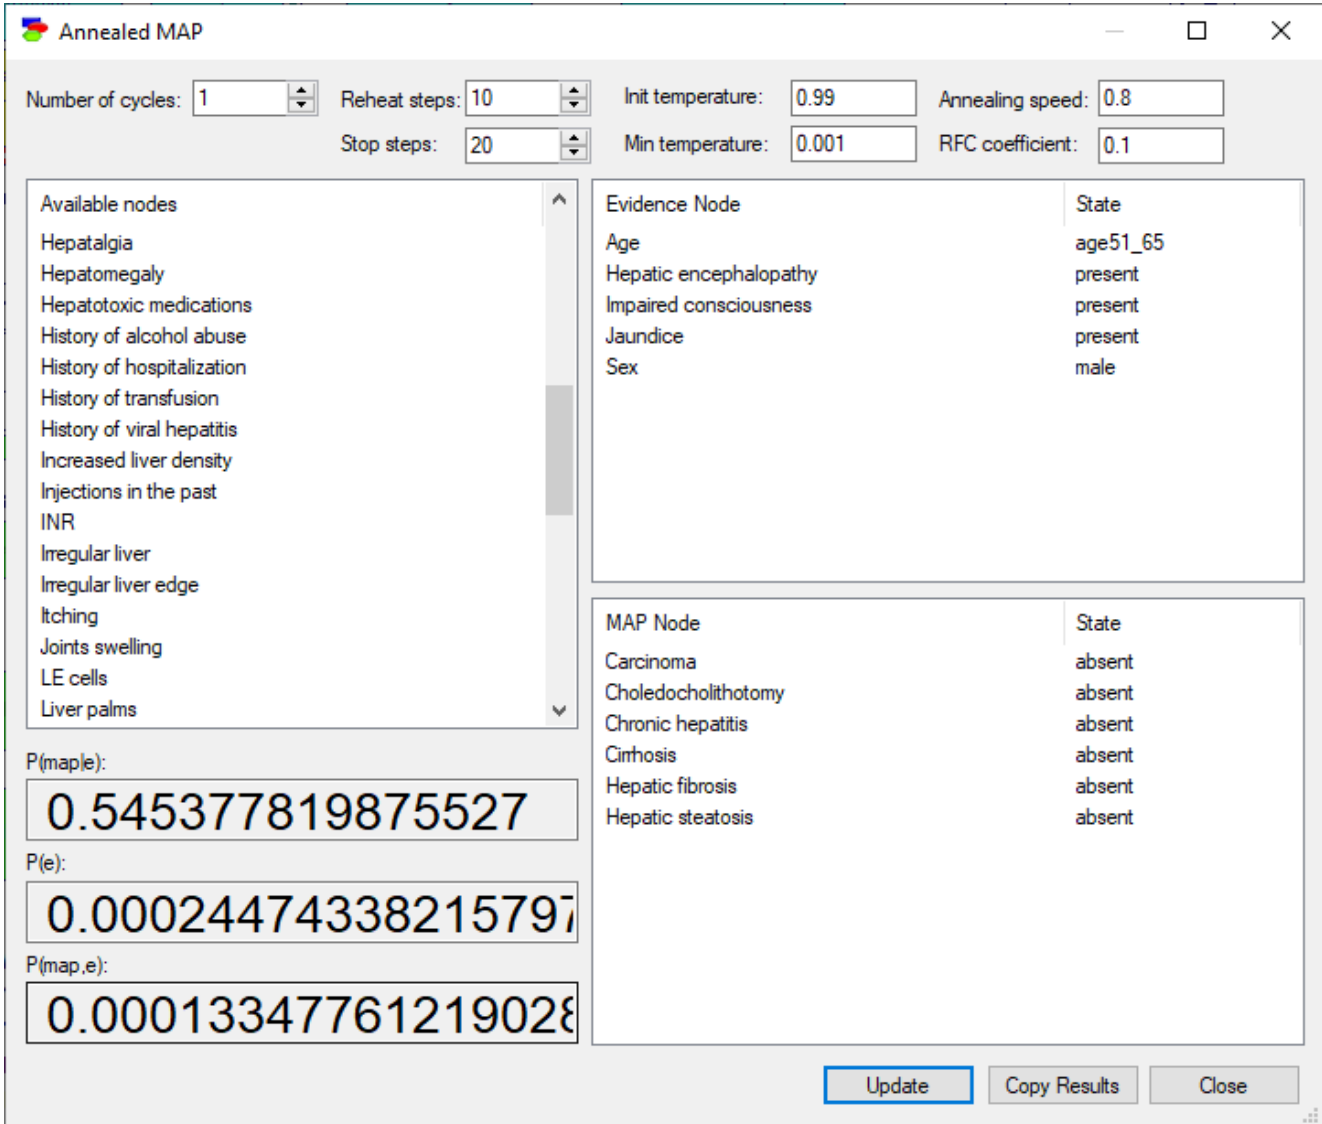 Annealed MAP
Number of cycles: 1 Reheat steps: 10 Init temperature: 0.99 Annealing speed: 0.8
Stop steps: 20 Min temperature: 0.001 RFC coefficient: 0.1
Available nodes
Hepatalgia
Hepatomegaly
Hepatotoxic medications
History of alcohol abuse
History of hospitalization
History of transfusion
History of viral hepatitis
Increased liver density
Injections in the past
INR
Irregular liver
Irregular liver edge
Itching
Joints swelling
LE cells
Liver palms
P(map|e):
0.545377819875527
P(e):
0.00024474338215797
P(map,e):
0.00013347761219028
Evidence Node State
Age age51_65
Hepatic encephalopathy present
Impaired consciousness present
Jaundice present
Sex male
MAP Node State
Carcinoma absent
Choledocholithotomy absent
Chronic hepatitis absent
Cirrhosis absent
Hepatic fibrosis absent
Hepatic steatosis absent
Update Copy Results Close